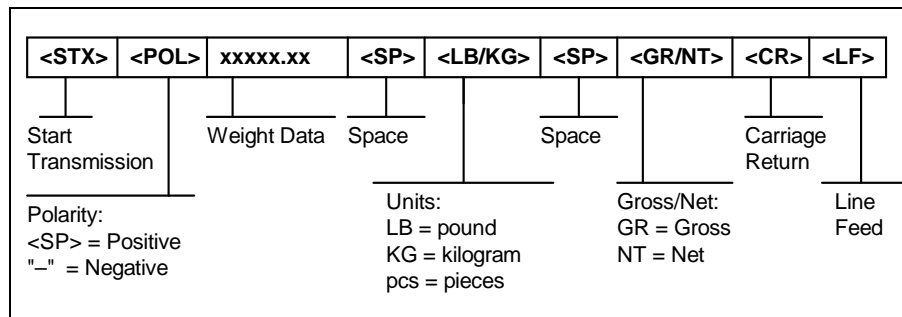 <STX> <POL> xxxxx.xx <SP> <LB/KG> <SP> <GR/NT> <CR> <LF>
Start
Transmission
Weight Data
Space
Space
Carriage
Return
Polarity:
<SP> = Positive
"–" = Negative
Units:
LB = pound
KG = kilogram
pcs = pieces
Gross/Net:
GR = Gross
NT = Net
Line
Feed